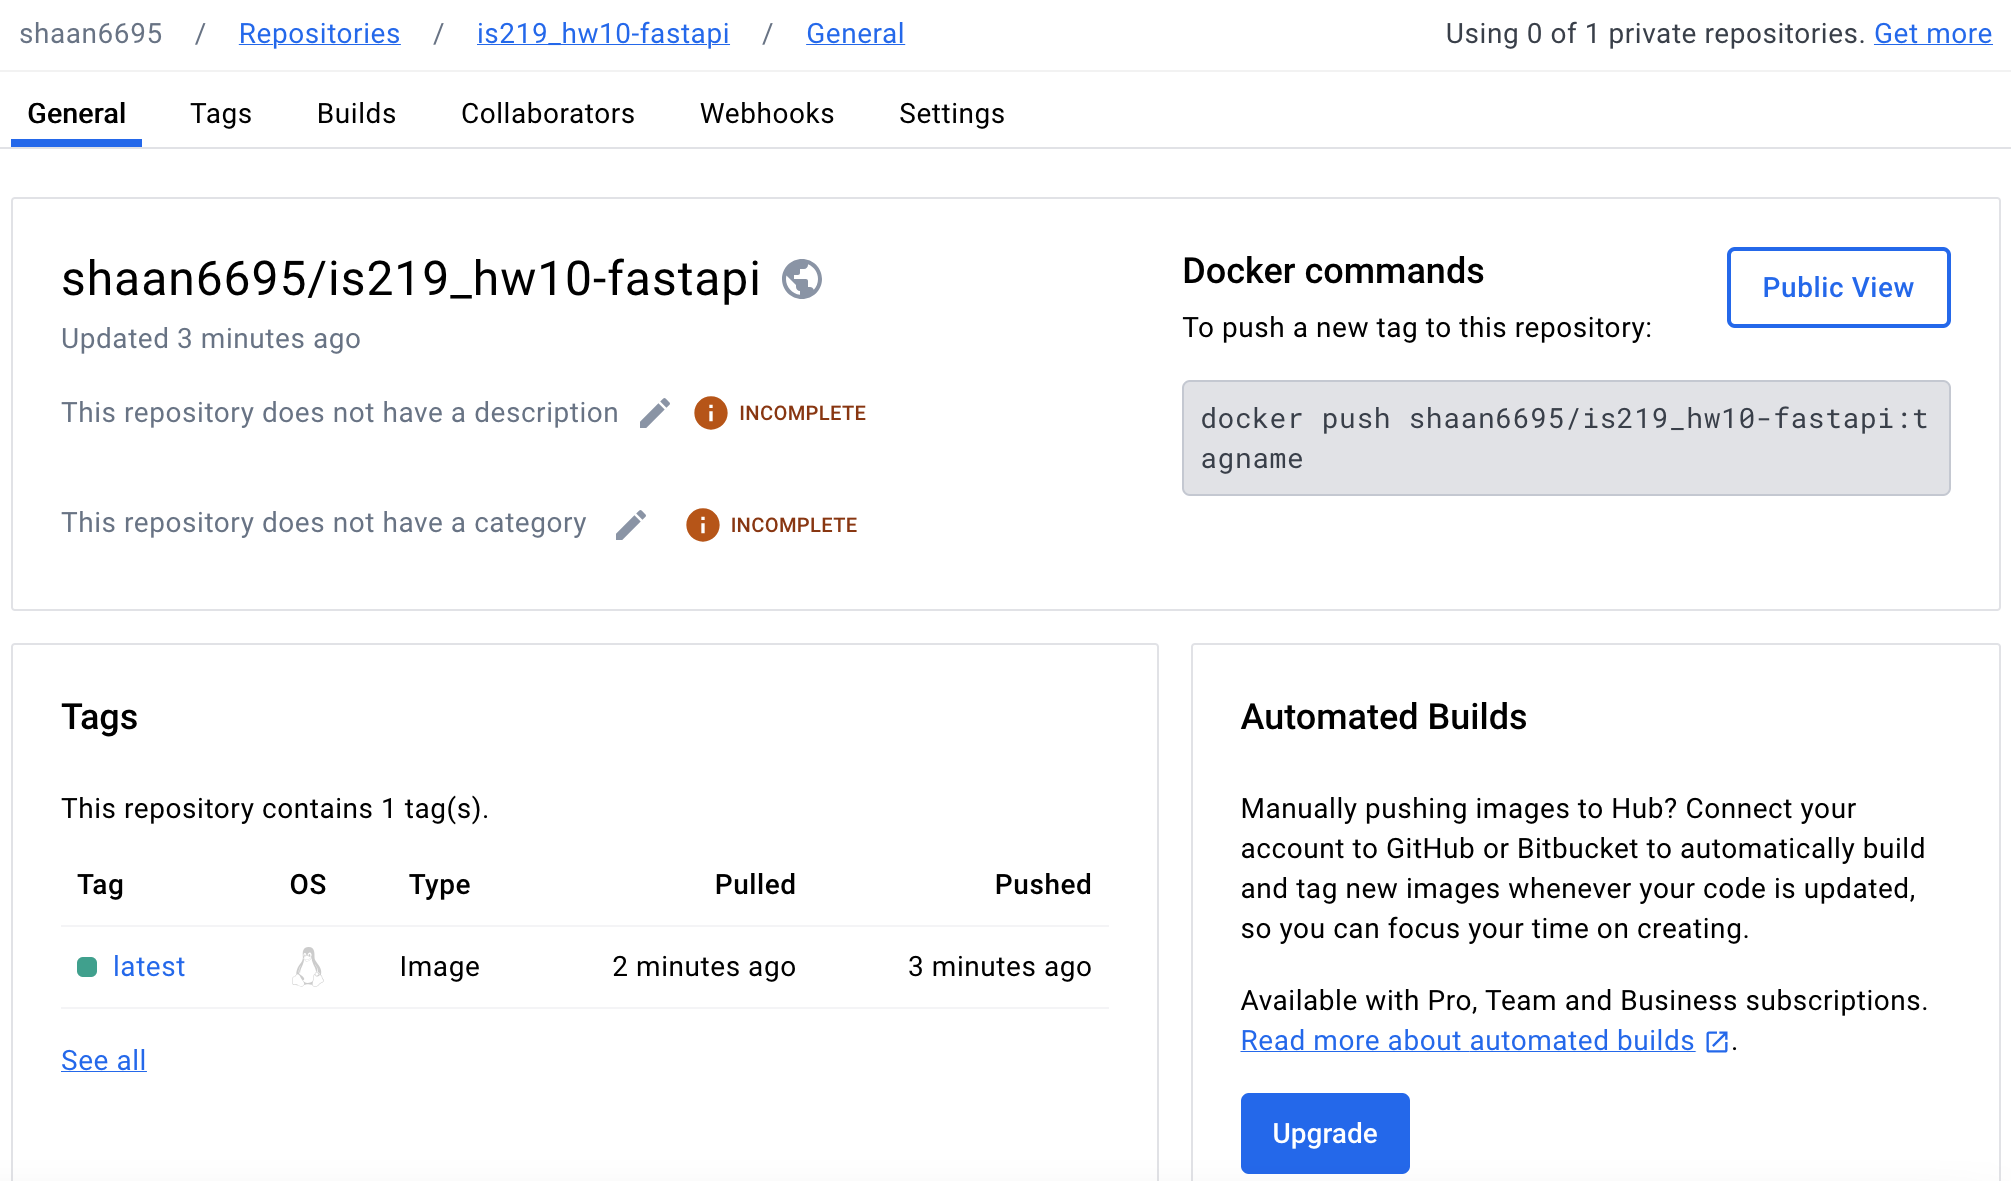 shaan6695 / Repositories / is219_hw10-fastapi / General
Using 0 of 1 private repositories. Get more
General Tags Builds Collaborators Webhooks Settings
shaan6695/is219_hw10-fastapi
Updated 3 minutes ago
This repository does not have a description INCOMPLETE
This repository does not have a category INCOMPLETE
Docker commands
Public View
To push a new tag to this repository:
docker push shaan6695/is219_hw10-fastapi:t
agname
Tags
This repository contains 1 tag(s).
Tag OS Type Pulled Pushed
latest Image 2 minutes ago 3 minutes ago
See all
Automated Builds
Manually pushing images to Hub? Connect your
account to GitHub or Bitbucket to automatically build
and tag new images whenever your code is updated,
so you can focus your time on creating.
Available with Pro, Team and Business subscriptions.
Read more about automated builds .
Upgrade